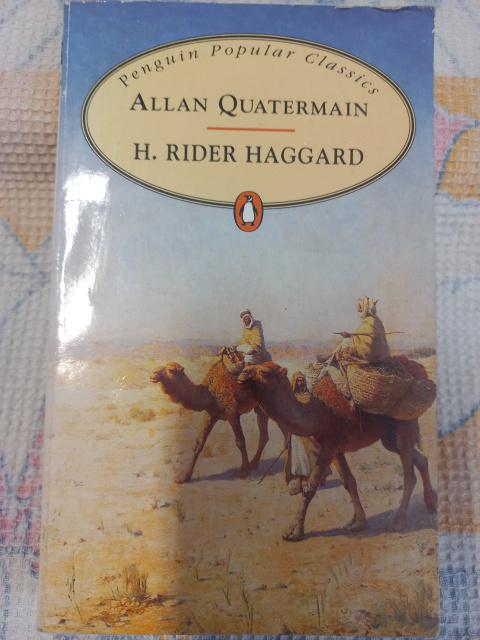 Penguin Popular Classics
ALLAN QUATERMAIN
H. RIDER HAGGARD